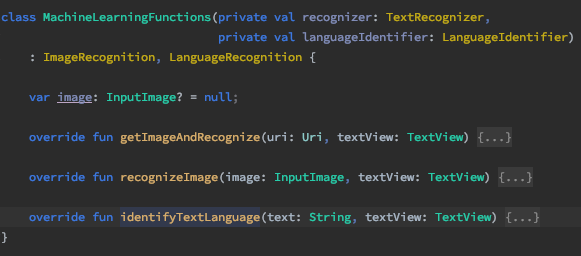 class MachineLearningFunctions(private val recognizer: TextRecognizer,
private val languageIdentifier: LanguageIdentifier)
: ImageRecognition, LanguageRecognition {
var image: InputImage? = null;
override fun getImageAndRecognize(uri: Uri, textView: TextView) {...}
override fun recognizeImage(image: InputImage, textView: TextView) {...}
override fun identifyTextLanguage(text: String, textView: TextView) {...}
}